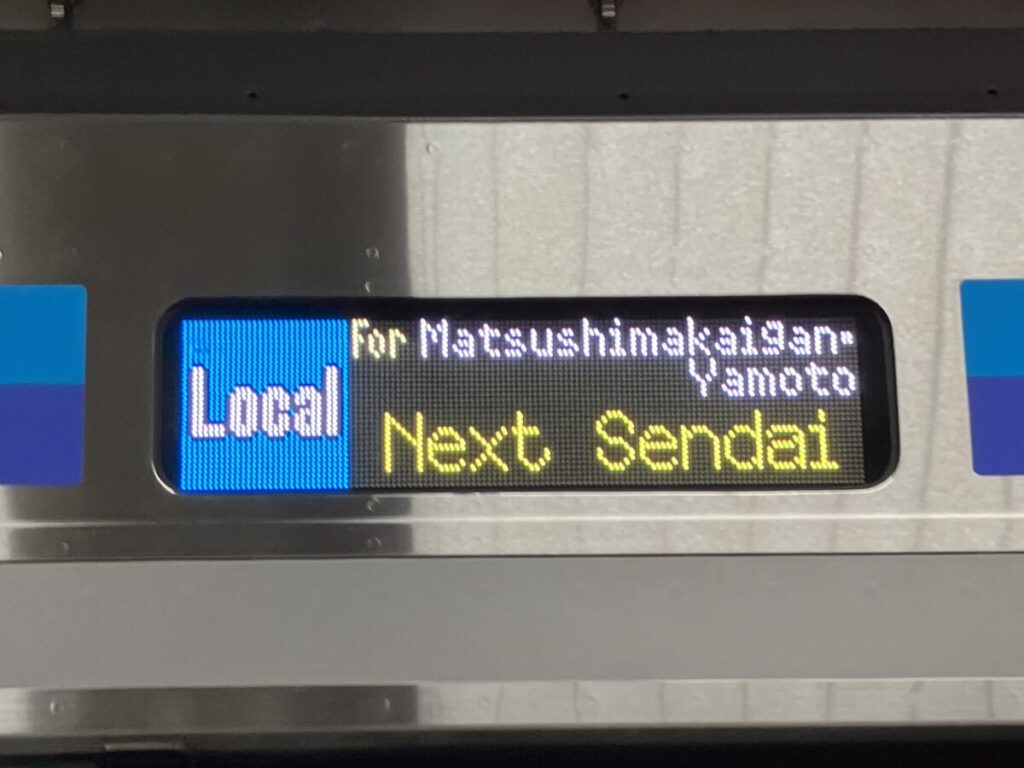 Local
For Matsushimakaigan・
Yamoto
Next Sendai